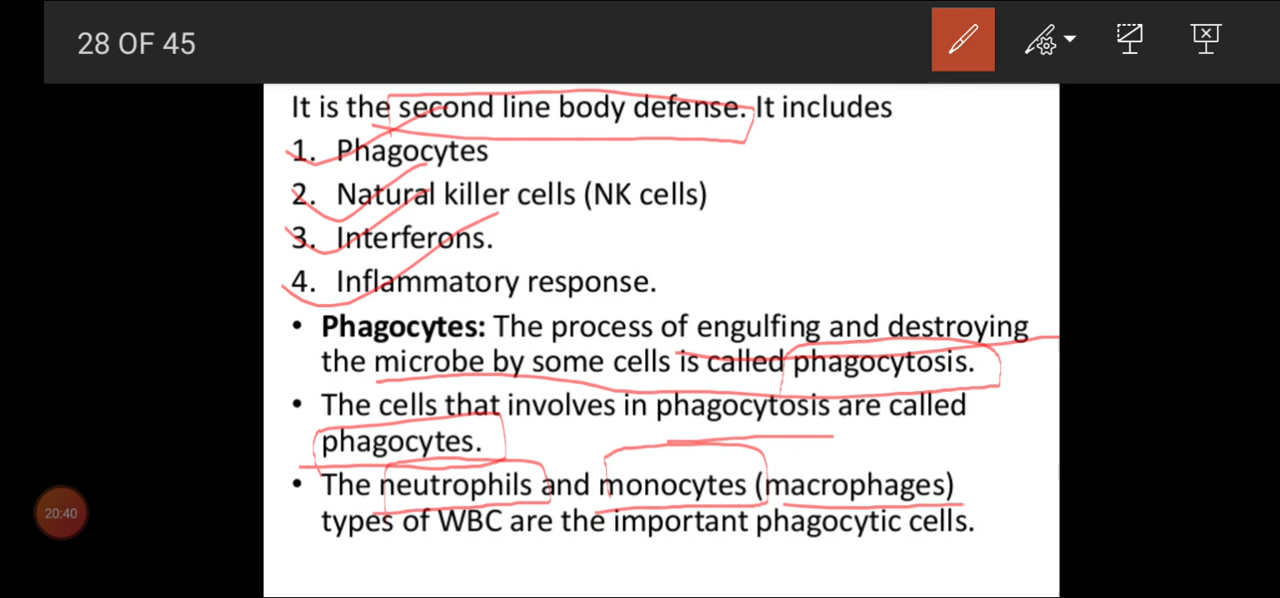 28 OF 45
It is the second line body defense. It includes
1. Phagocytes
2. Natural killer cells (NK cells)
3. Interferons.
4. Inflammatory response.
• Phagocytes: The process of engulfing and destroying
the microbe by some cells is called phagocytosis.
• The cells that involves in phagocytosis are called
phagocytes.
• The neutrophils and monocytes (macrophages)
types of WBC are the important phagocytic cells.
20:40